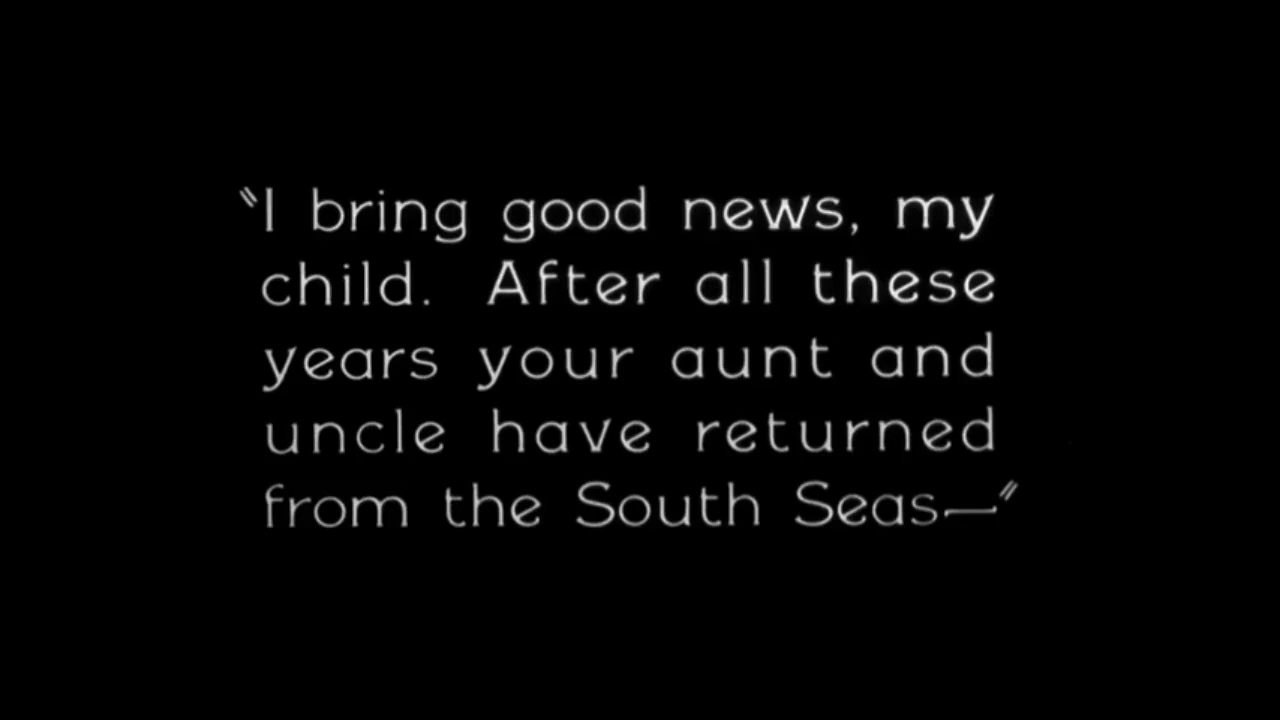 "I bring good news, my
child. After all these
years your aunt and
uncle have returned
from the South Seas—"